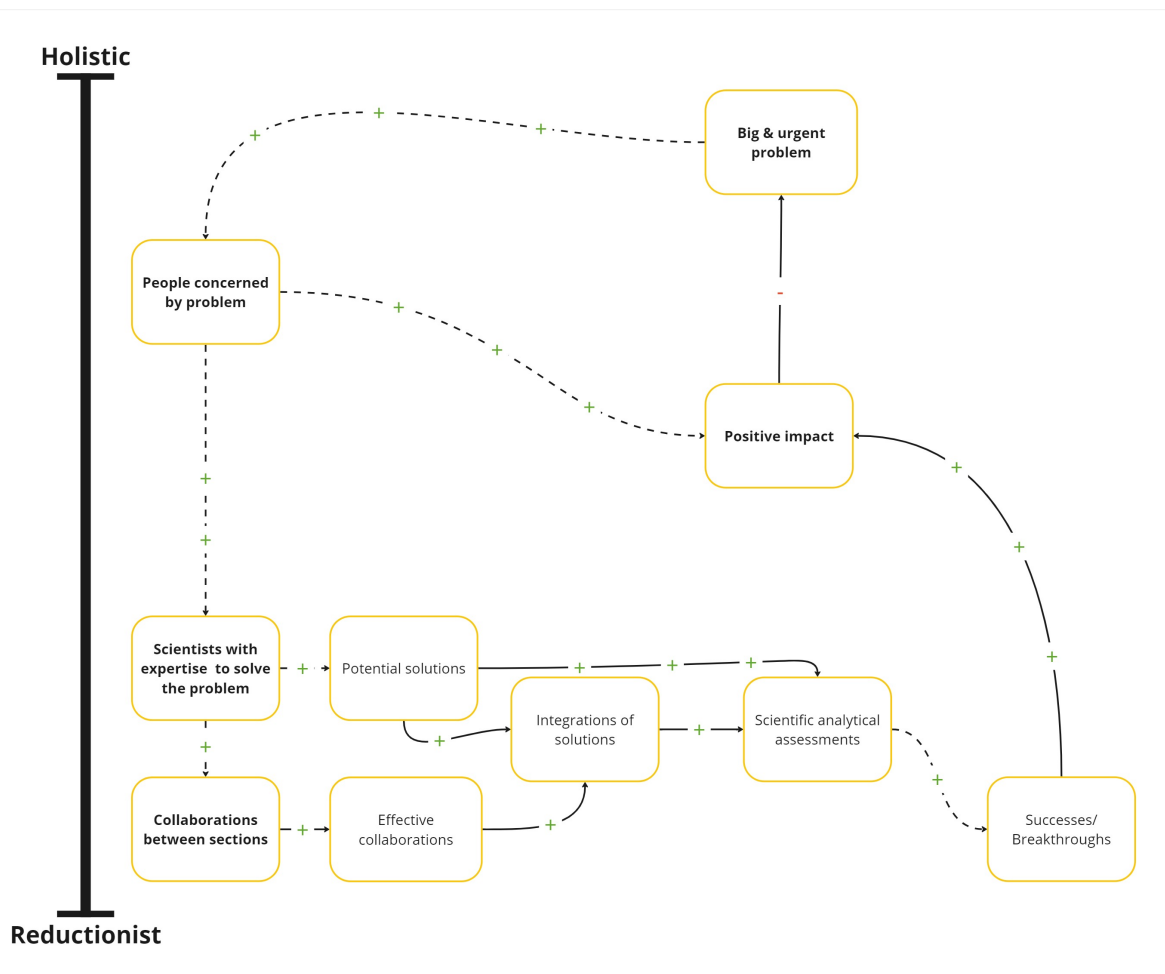 Holistic
Big & urgent
problem
+
+
+
People concerned
by problem
-
+
+
+
Positive impact
+
+
+
+
+
Scientists with
expertise to solve
the problem
+
Potential solutions
+
+
+
Integrations of
solutions
+
Scientific analytical
assessments
+
+
+
Collaborations
between sections
+
Effective
collaborations
+
Successes/
Breakthroughs
Reductionist